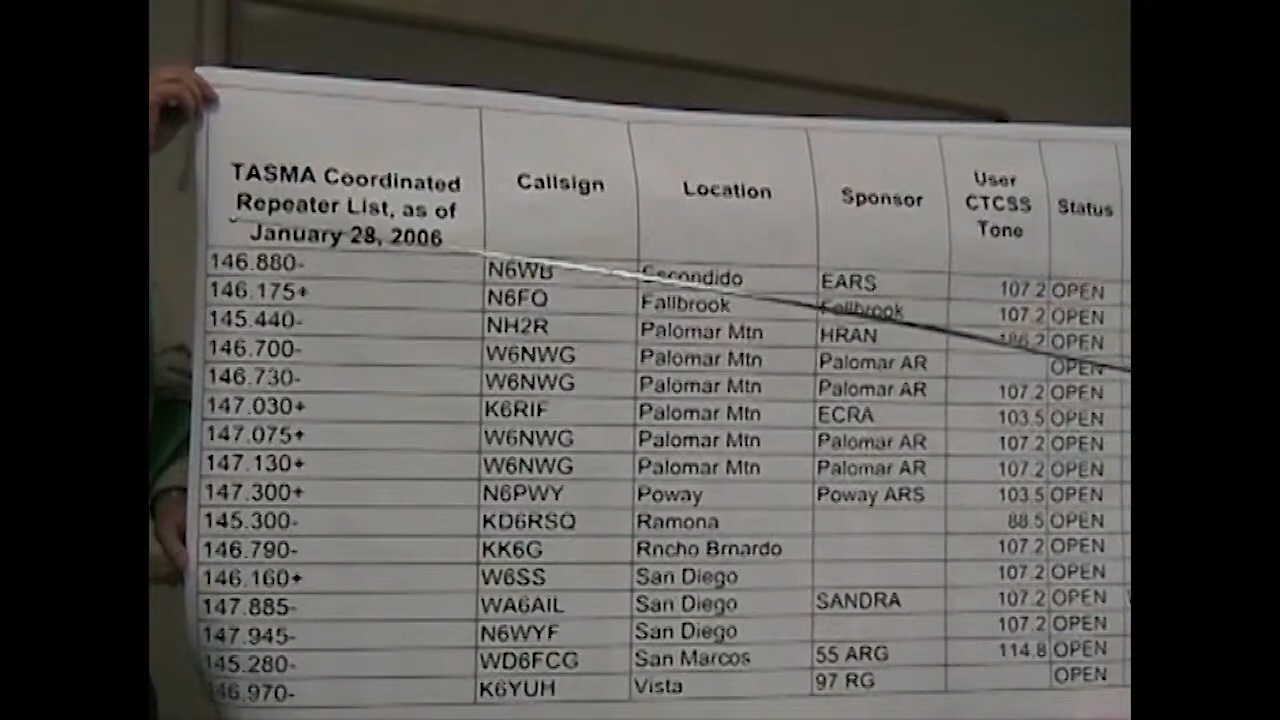 TASMA Coordinated Repeater List, as of January 28, 2006 Callsign Location Sponsor User CTCSS Tone Status
146.880- N6WB Escondido EARS 107.2 OPEN
146.175+ N6FQ Fallbrook Fallbrook 107.2 OPEN
145.440- NH2R Palomar Mtn HRAN OPEN
146.700- W6NWG Palomar Mtn Palomar AR OPEN
146.730- W6NWG Palomar Mtn Palomar AR 107.2 OPEN
147.030+ K6RIF Palomar Mtn ECRA 103.5 OPEN
147.075+ W6NWG Palomar Mtn Palomar AR 107.2 OPEN
147.130+ W6NWG Palomar Mtn Palomar AR 107.2 OPEN
147.300+ N6PWY Poway Poway ARS 103.5 OPEN
145.300- KD6RSQ Ramona 88.5 OPEN
146.790- KK6G Rncho Brnardo 107.2 OPEN
146.160+ W6SS San Diego 107.2 OPEN
147.885- WA6AIL San Diego SANDRA 107.2 OPEN
147.945- N6WYF San Diego 107.2 OPEN
145.280- WD6FCG San Marcos 55 ARG 114.8 OPEN
146.970- K6YUH Vista 97 RG OPEN